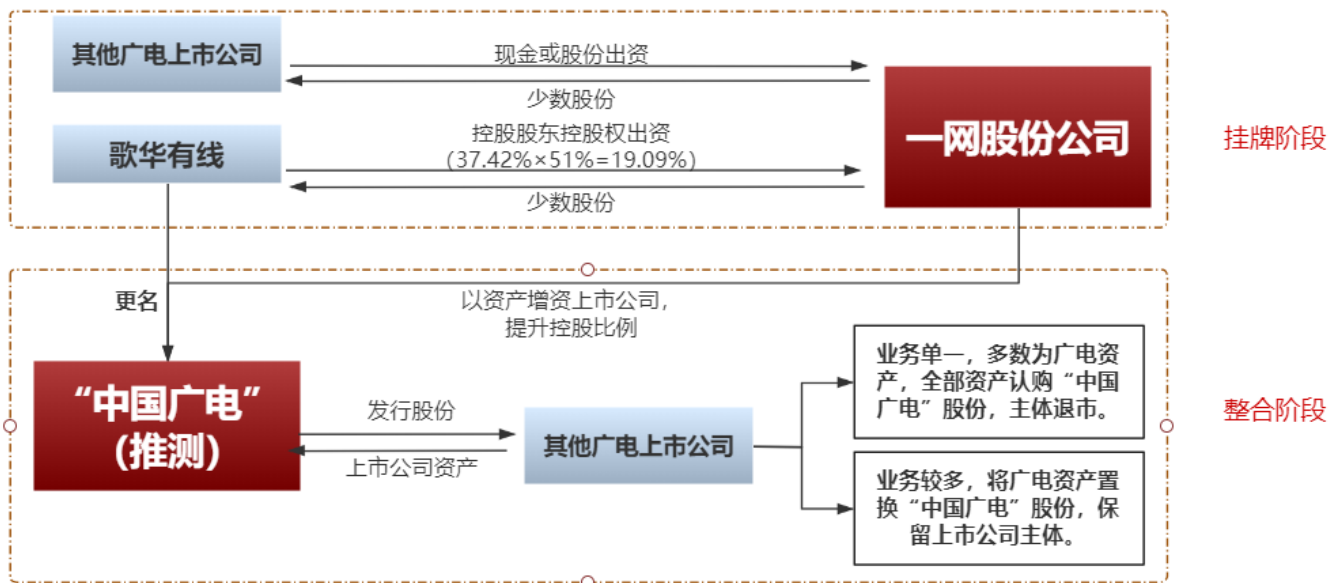 其他广电上市公司
现金或股份出资
少数股份
歌华有线
控股股东控股权出资
(37.42%×51%=19.09%)
少数股份
一网股份公司
挂牌阶段
更名
以资产增资上市公司，
提升控股比例
“中国广电”
(推测)
发行股份
上市公司资产
其他广电上市公司
业务单一，多数为广电资
产，全部资产认购“中国
广电”股份，主体退市。
业务较多，将广电资产置
换“中国广电”股份，保
留上市公司主体。
整合阶段